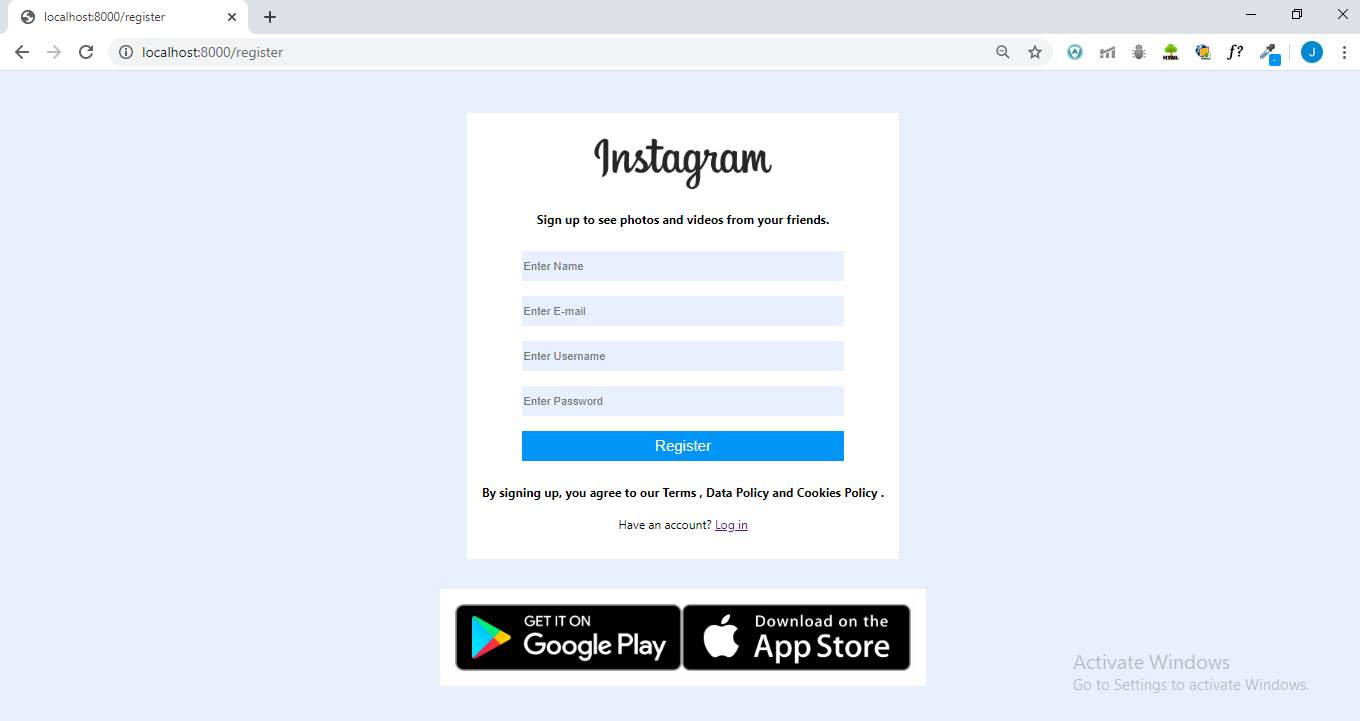 localhost:8000/register
localhost:8000/register
HTML
f?
J
Instagram
Sign up to see photos and videos from your friends.
Enter Name
Enter E-mail
Enter Username
Enter Password
Register
By signing up, you agree to our Terms , Data Policy and Cookies Policy .
Have an account? Log in
GET IT ON
Google Play
Download on the
App Store
Activate Windows
Go to Settings to activate Windows.